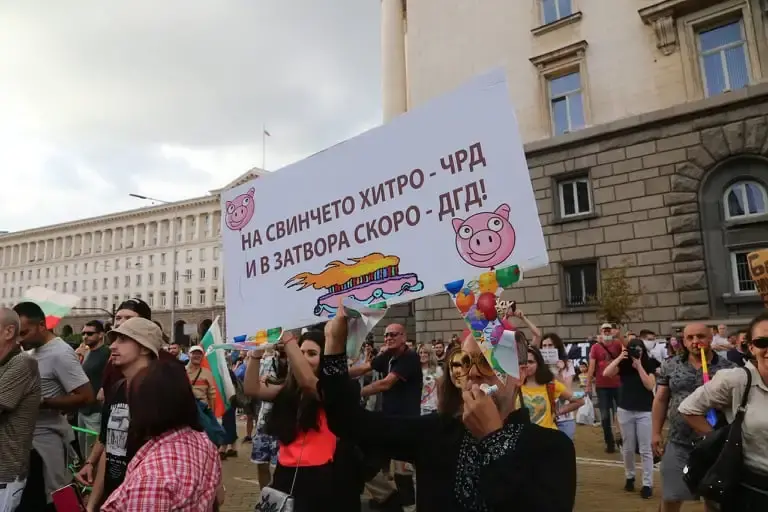 НА СВИНЧЕТО ХИТРО - ЧРД
И В ЗАТВОРА СКОРО - ДГД!